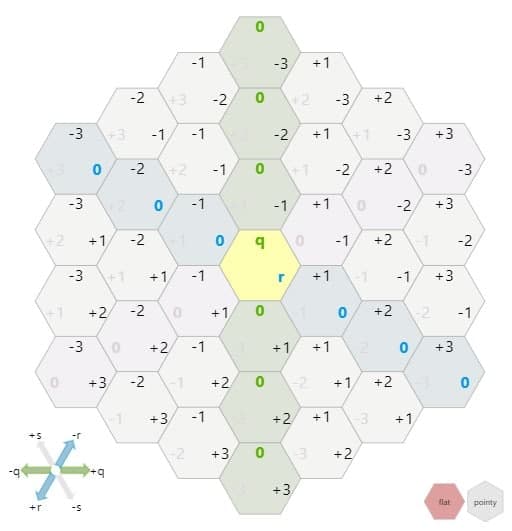 0
-1 -3 +1
-2 +3 -2 0 +2 -3 +2
-3 +3 -1 -1 -2 +1 +1 -3 +3
+3 0 -2 +2 -1 0 +1 -2 +2 0 -3
-3 +2 0 -1 -1 +1 0 -2 +3
+2 +1 -2 +1 0 q 0 -1 +2 -1 -2
-3 +1 +1 -1 r +1 -1 -1 +3
+1 +2 -2 0 +1 0 -1 0 +2 -2 -1
-3 0 +2 -1 +1 +1 -2 0 +3
0 +3 -2 -1 +2 0 -2 +1 +2 0
-1 +3 -1 +2 +1 -3 +1
-2 +3 0 -3 +2
+3
+s -r
-q +q
+r -s
flat pointy